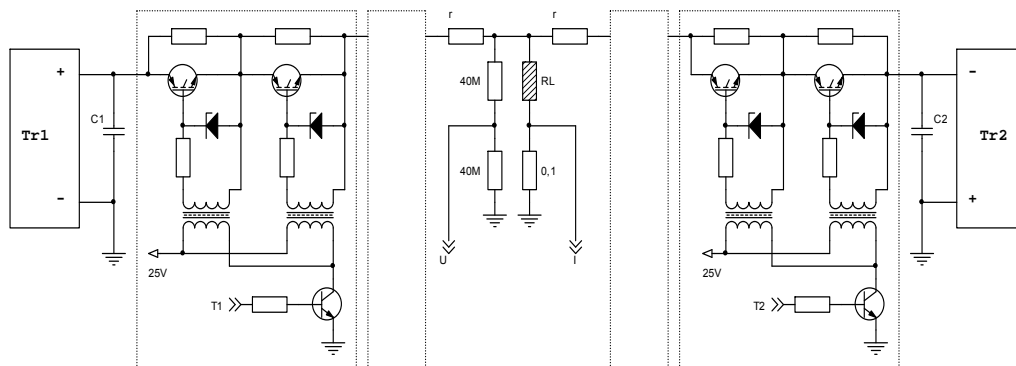 r
r
+
-
40M
RL
Tr1
C1
C2
Tr2
-
40M
0,1
+
U
I
25V
25V
T1
T2